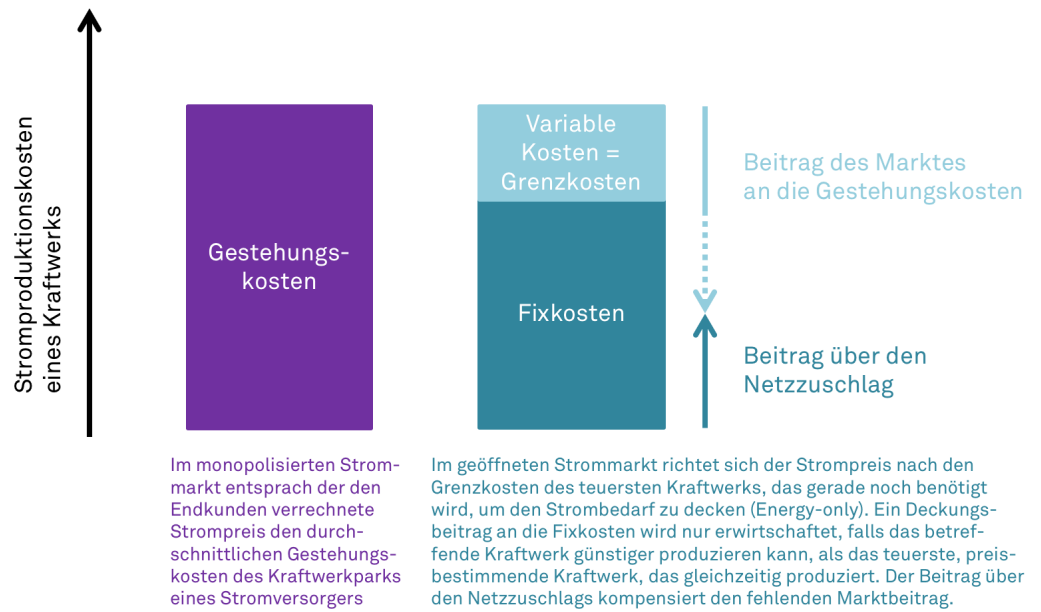 Stromproduktionskosten
eines Kraftwerks
Gestehungs-
kosten
Variable
Kosten =
Grenzkosten
Fixkosten
Beitrag des Marktes
an die Gestehungskosten
Beitrag über den
Netzzuschlag
Im monopolisierten Strom-
markt entsprach der den
Endkunden verrechnete
Strompreis den durch-
schnittlichen Gestehungs-
kosten des Kraftwerkparks
eines Stromversorgers
Im geöffneten Strommarkt richtet sich der Strompreis nach den
Grenzkosten des teuersten Kraftwerks, das gerade noch benötigt
wird, um den Strombedarf zu decken (Energy-only). Ein Deckungs-
beitrag an die Fixkosten wird nur erwirtschaftet, falls das betref-
fende Kraftwerk günstiger produzieren kann, als das teuerste, preis-
bestimmende Kraftwerk, das gleichzeitig produziert. Der Beitrag über
den Netzzuschlags kompensiert den fehlenden Marktbeitrag.